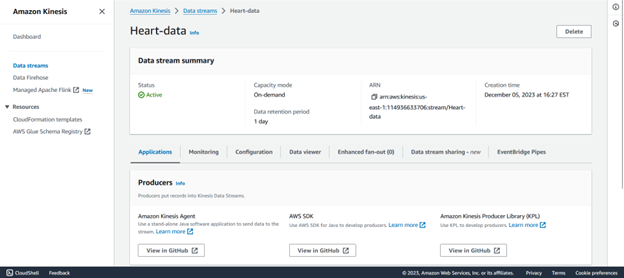 Amazon Kinesis
Dashboard
Data streams
Data Firehose
Managed Apache Flink New
Resources
CloudFormation templates
AWS Glue Schema Registry
Amazon Kinesis > Data streams > Heart-data
Heart-data Info
Delete
Data stream summary
Status
Active
Capacity mode
On-demand
Data retention period
1 day
ARN
arn:aws:kinesis:us-
east-1:114936633706:stream/Heart-
data
Creation time
December 05, 2023 at 16:27 EST
Applications Monitoring Configuration Data viewer Enhanced fan-out (0) Data stream sharing - new EventBridge Pipes
Producers Info
Producers put records into Kinesis Data Streams.
Amazon Kinesis Agent
Use a stand-alone Java software application to send data to the
stream. Learn more
View in GitHub
AWS SDK
Use AWS SDK for Java to develop producers. Learn more
View in GitHub
Amazon Kinesis Producer Library (KPL)
Use KPL to develop producers. Learn more
View in GitHub
CloudShell Feedback © 2023, Amazon Web Services, Inc. or its affiliates. Privacy Terms Cookie preferences